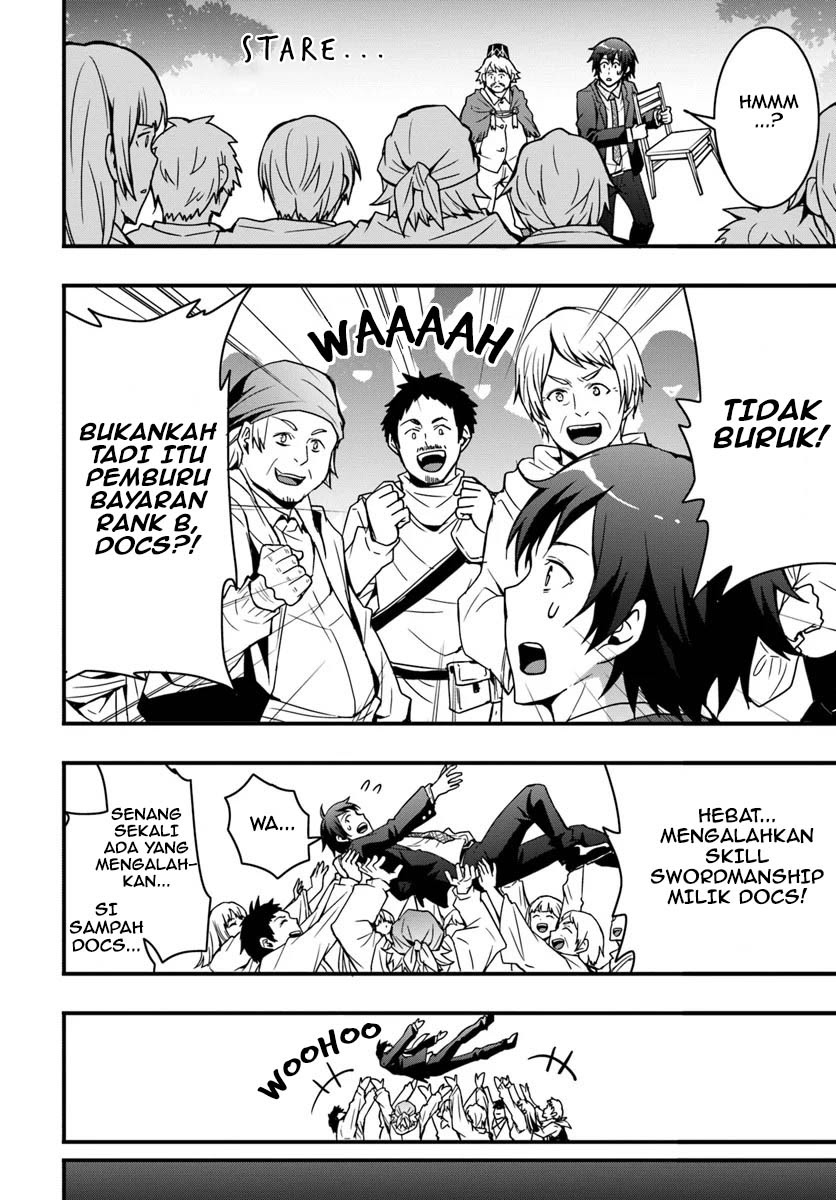 STARE...
HMMM
...?
WAAAAH
TIDAK
BURUK!
BUKANKAH
TADI ITU
PEMBURU
BAYARAN
RANK B,
DOCS?!
HEBAT...
MENGALAHKAN
SKILL
SWORDMANSHIP
MILIK DOCS!
WA...
SENANG
SEKALI
ADA YANG
MENGALAH-
KAN...
SI
SAMPAH
DOCS...
WOOHOO